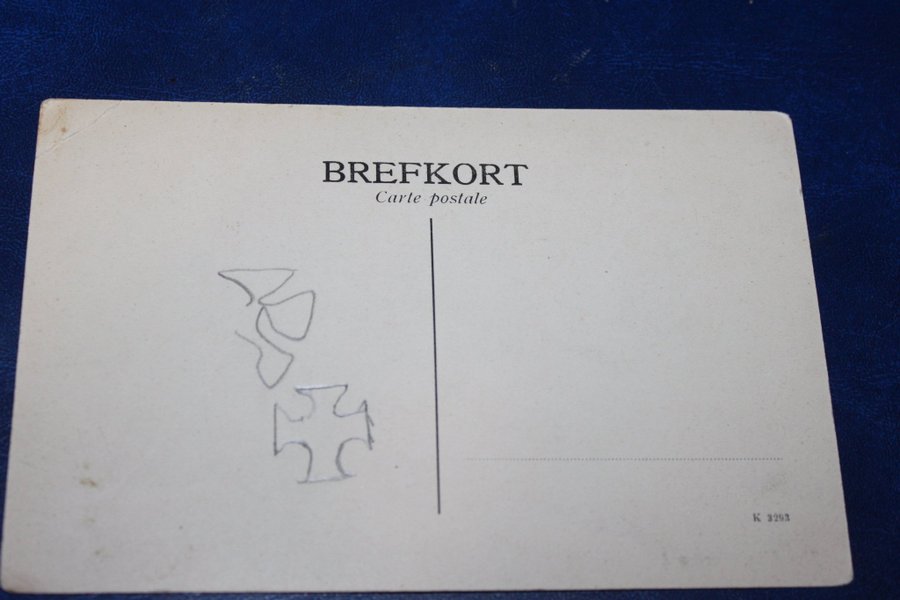 BREFKORT
Carte postale
K 3293